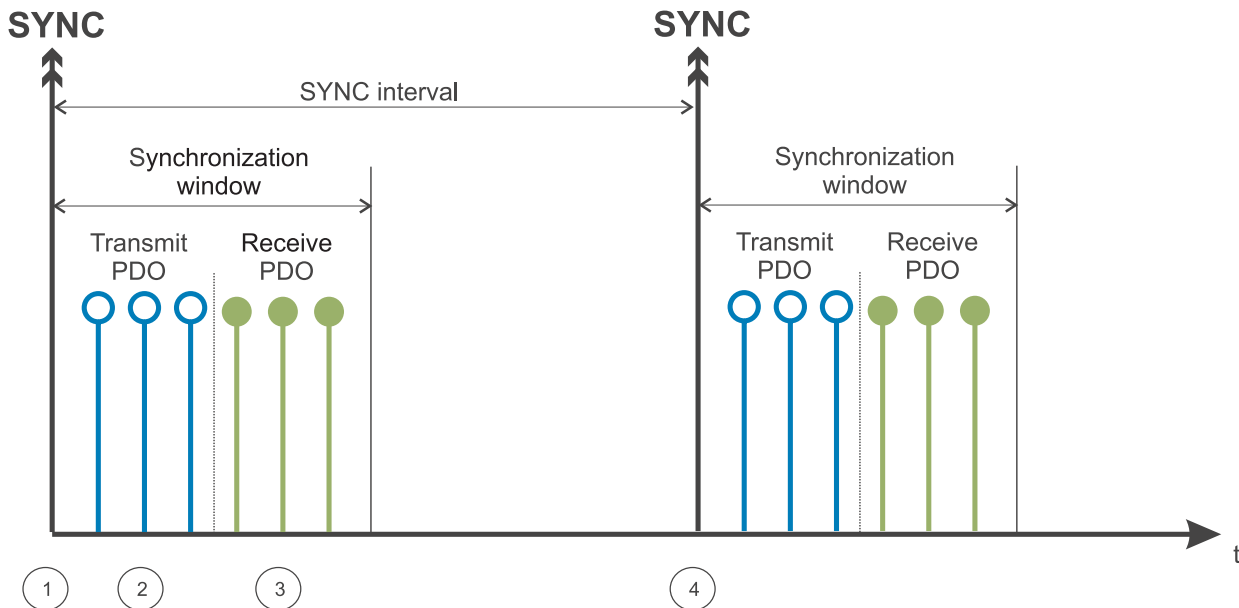 SYNC
SYNC
SYNC interval
Synchronization
window
Synchronization
window
Transmit
PDO
Receive
PDO
Transmit
PDO
Receive
PDO
t
1
2
3
4